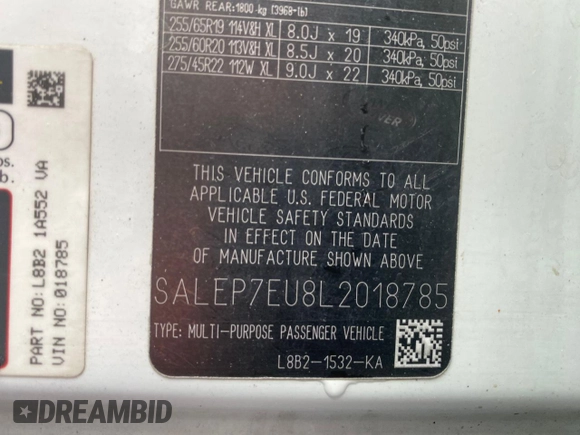 GAWR REAR:1800 kg (3968-lb)
255/65R19 114V&H XL 8.0J x 19 340kPa, 50psi
255/60R20 113V&H XL 8.5J x 20 340kPa, 50psi
275/45R22 112W XL 9.0J x 22 340kPa, 50psi
THIS VEHICLE CONFORMS TO ALL
APPLICABLE U.S. FEDERAL MOTOR
VEHICLE SAFETY STANDARDS
IN EFFECT ON THE DATE
OF MANUFACTURE SHOWN ABOVE
SALEP7EU8L2018785
TYPE: MULTI-PURPOSE PASSENGER VEHICLE
L8B2-1532-KA
PART NO: L8B2 1A552 VA
VIN NO: 018785
DREAMBID